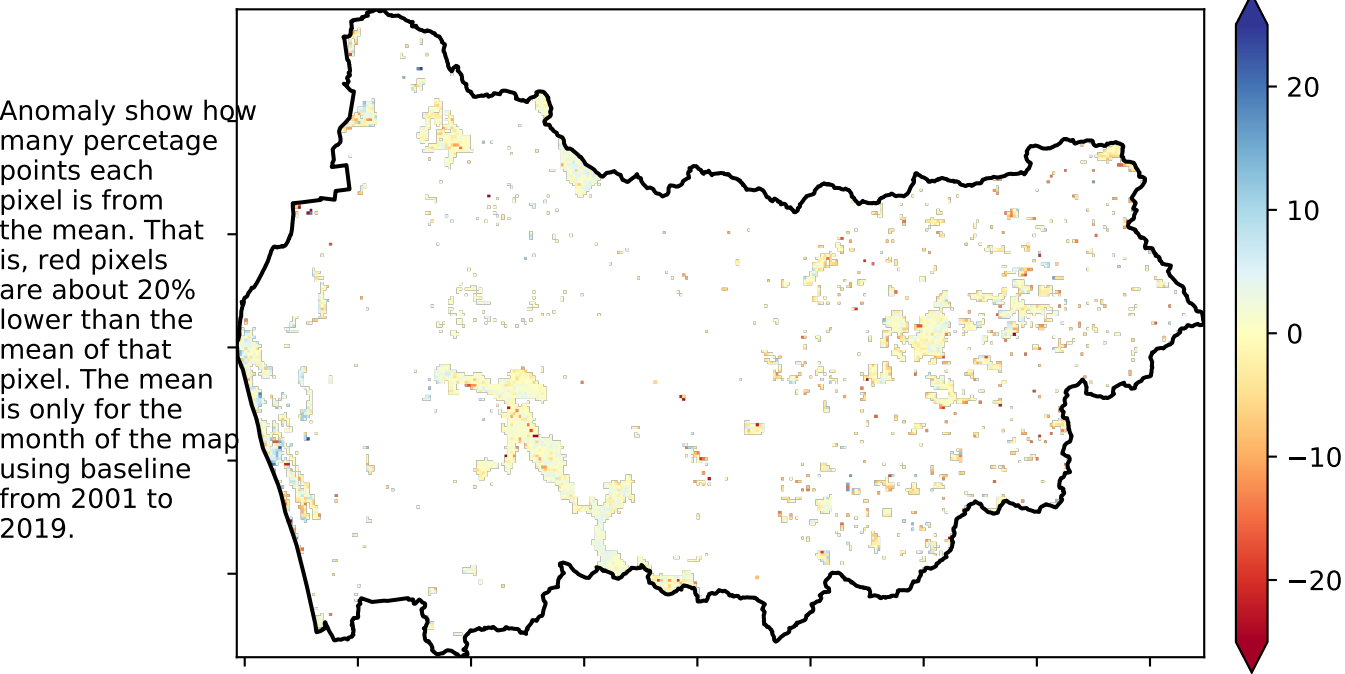 Anomaly show how
many percetage
points each
pixel is from
the mean. That
is, red pixels
are about 20%
lower than the
mean of that
pixel. The mean
is only for the
month of the map
using baseline
from 2001 to
2019.
20
10
0
−10
−20